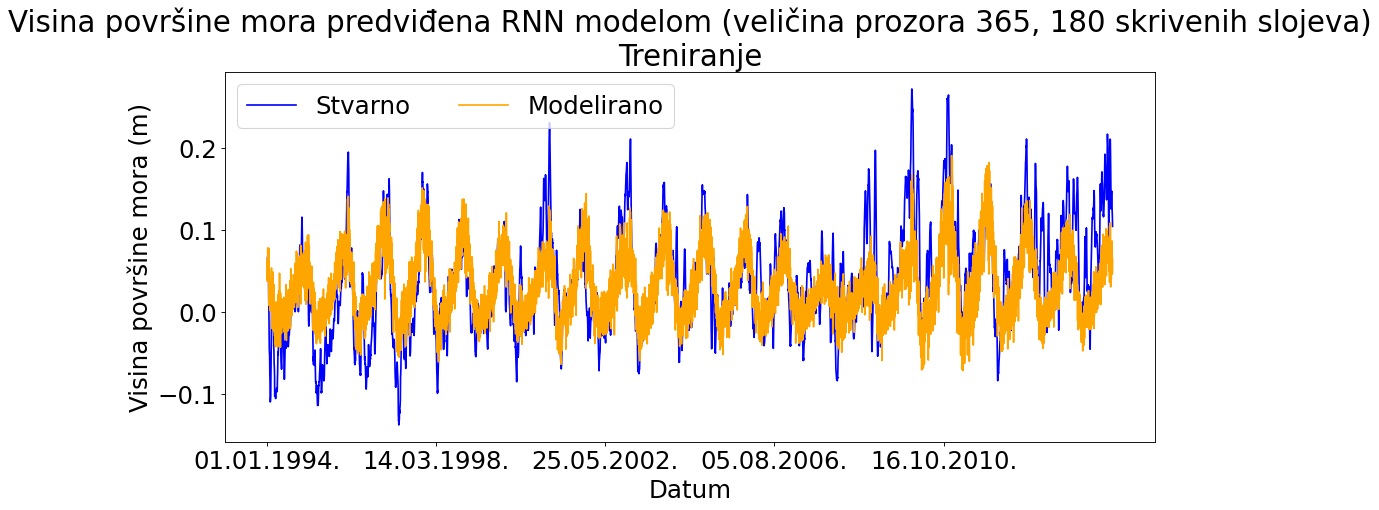 Visina površine mora predviđena RNN modelom (veličina prozora 365, 180 skrivenih slojeva)
Treniranje
Stvarno
Modelirano
Visina površine mora (m)
0.2
0.1
0.0
−0.1
01.01.1994.
14.03.1998.
25.05.2002.
05.08.2006.
16.10.2010.
Datum